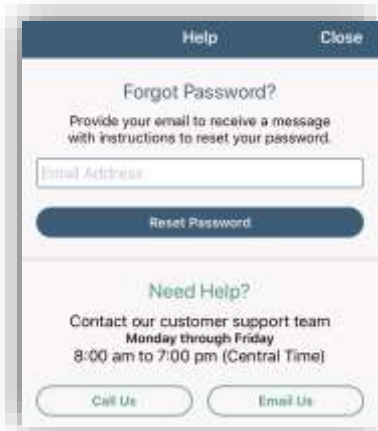 Help Close
Forgot Password?
Provide your email to receive a message
with instructions to reset your password.
Email Address
Reset Password
Need Help?
Contact our customer support team
Monday through Friday
8:00 am to 7:00 pm (Central Time)
Call Us Email Us